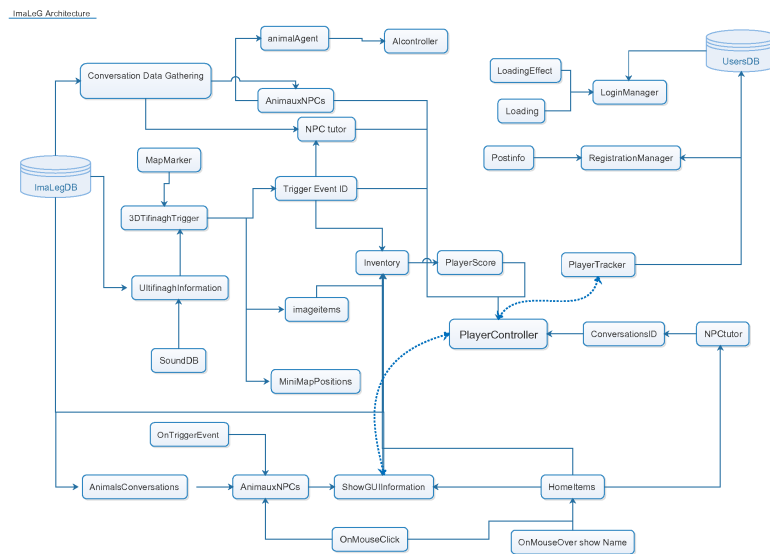 ImaLeG Architecture
animalAgent
AIcontroller
UsersDB
Conversation Data Gathering
LoadingEffect
LoginManager
AnimauxNPCs
Loading
NPC tutor
MapMarker
Postinfo
RegistrationManager
ImaLegDB
Trigger Event ID
3DTifinaghTrigger
Inventory
PlayerScore
PlayerTracker
UltifinaghInformation
imageitems
PlayerController
ConversationsID
NPCtutor
SoundDB
MiniMapPositions
OnTriggerEvent
AnimalsConversations
AnimauxNPCs
ShowGUIInformation
HomeItems
OnMouseClick
OnMouseOver show Name